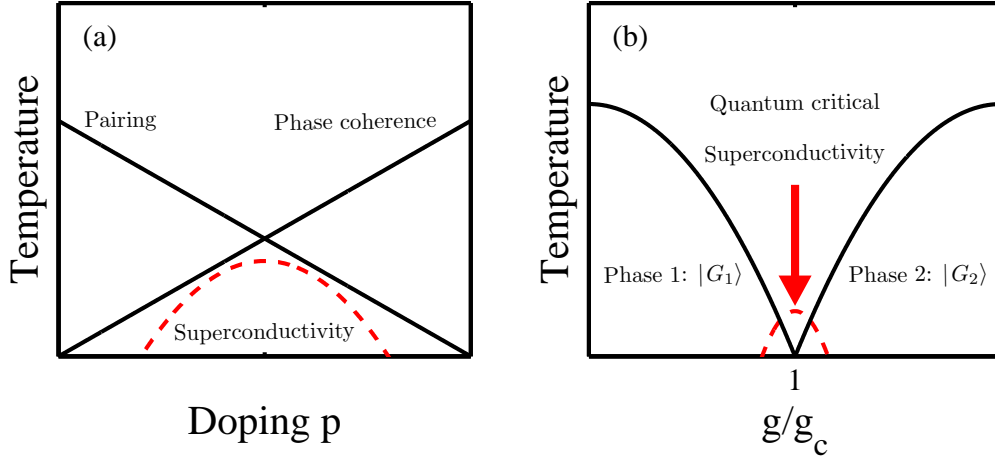 (a)
Temperature
Pairing
Phase coherence
Superconductivity
Doping p
(b)
Temperature
Quantum critical
Superconductivity
Phase 1: |G₁⟩
Phase 2: |G₂⟩
1
g/g_c